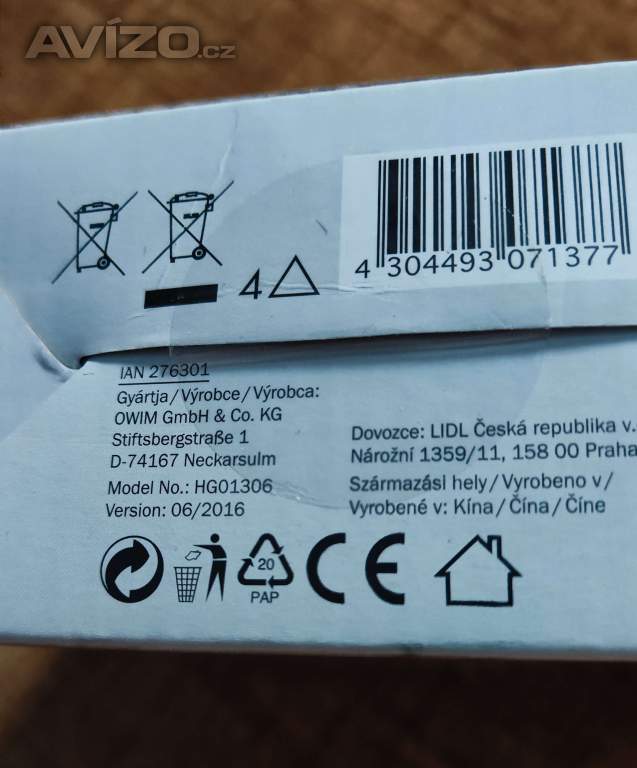 AVÍZO.cz
4 304493 071377
4
IAN 276301
Gyártja/Výrobce/Výrobca:
OWIM GmbH & Co. KG
Stiftsbergstraße 1
D-74167 Neckarsulm
Model No.: HG01306
Version: 06/2016
Dovozce: LIDL Česká republika v.
Nárožní 1359/11, 158 00 Praha
Származási hely/Vyrobeno v/
Vyrobené v: Kína/Čína/Číne
20
PAP
CE